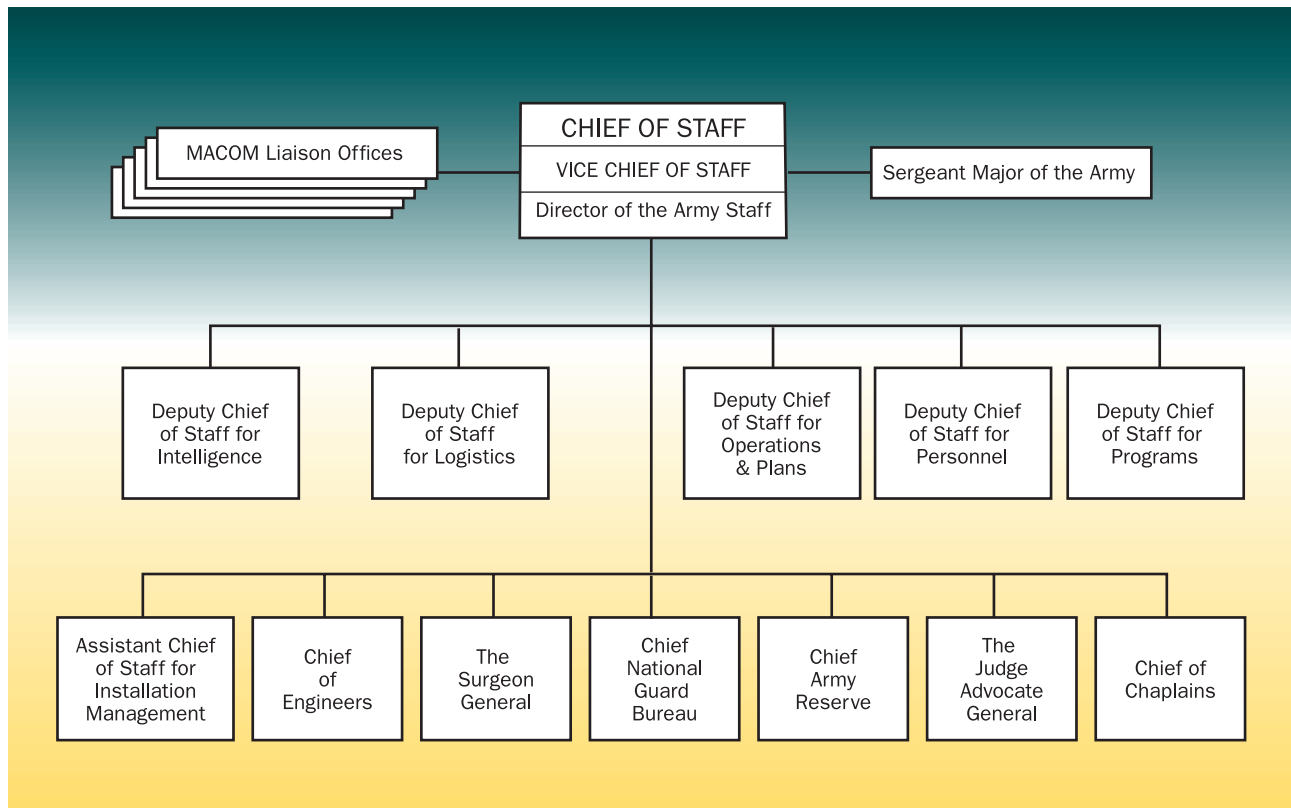 CHIEF OF STAFF
MACOM Liaison Offices
VICE CHIEF OF STAFF
Sergeant Major of the Army
Director of the Army Staff
Deputy Chief
of Staff for
Intelligence
Deputy Chief
of Staff
for Logistics
Deputy Chief
of Staff for
Operations
& Plans
Deputy Chief
of Staff for
Personnel
Deputy Chief
of Staff for
Programs
Assistant Chief
of Staff for
Installation
Management
Chief
of
Engineers
The
Surgeon
General
Chief
National
Guard
Bureau
Chief
Army
Reserve
The
Judge
Advocate
General
Chief of
Chaplains